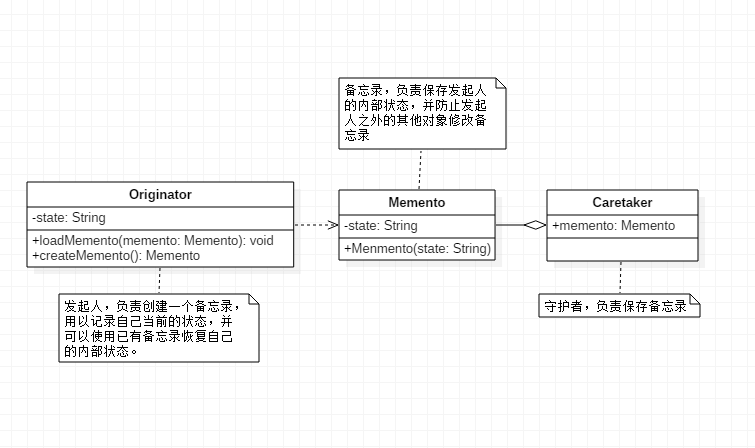 备忘录，负责保存发起人
的内部状态，并防止发起
人之外的其他对象修改备
忘录
Originator
-state: String
+loadMemento(memento: Memento): void
+createMemento(): Memento
Memento
-state: String
+Menmento(state: String)
Caretaker
+memento: Memento
发起人，负责创建一个备忘录，
用以记录自己当前的状态，并
可以使用已有备忘录恢复自己
的内部状态。
守护者，负责保存备忘录